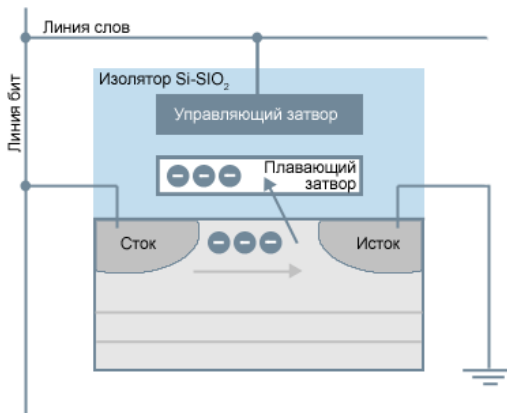 Линия слов
Линия бит
Изолятор Si-SIO₂
Управляющий затвор
Плавающий
затвор
Сток
Исток